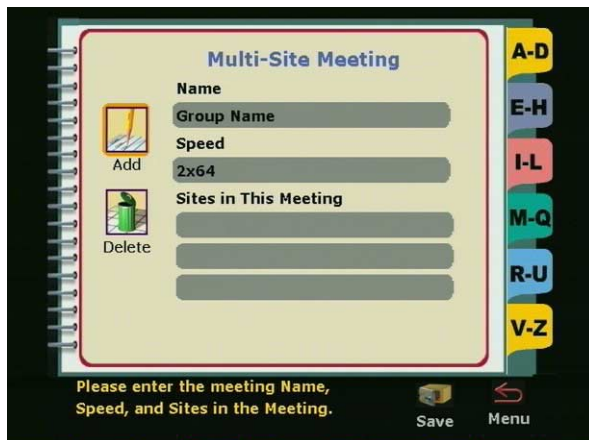 Multi-Site Meeting
Name
Group Name
Speed
2x64
Sites in This Meeting
Add
Delete
A-D
E-H
I-L
M-Q
R-U
V-Z
Please enter the meeting Name,
Speed, and Sites in the Meeting.
Save
Menu